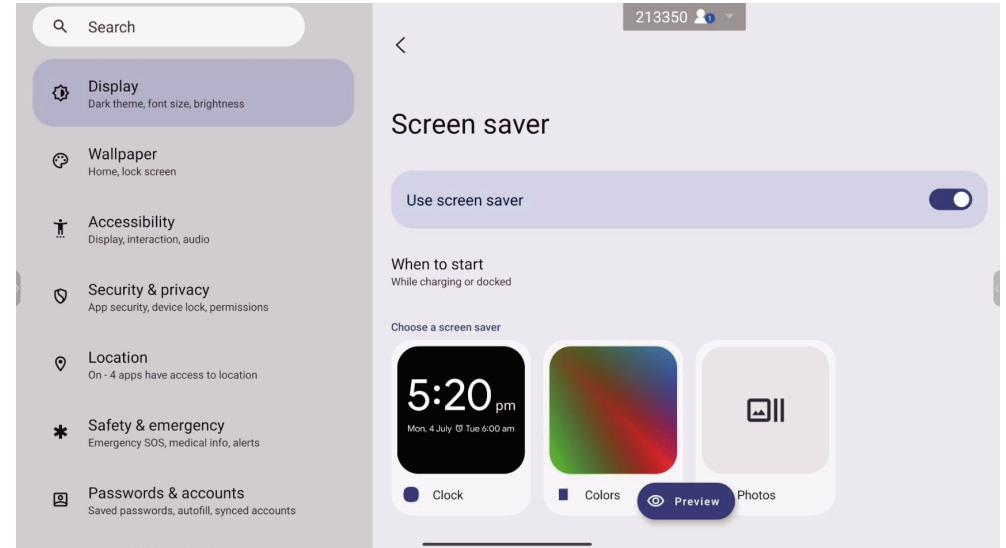 213350
Search
Display
Dark theme, font size, brightness
Wallpaper
Home, lock screen
Accessibility
Display, interaction, audio
Security & privacy
App security, device lock, permissions
Location
On - 4 apps have access to location
Safety & emergency
Emergency SOS, medical info, alerts
Passwords & accounts
Saved passwords, autofill, synced accounts
Screen saver
Use screen saver
When to start
While charging or docked
Choose a screen saver
5:20 pm
Mon, 4 July Tue 6:00 am
Clock
Colors
Photos
Preview